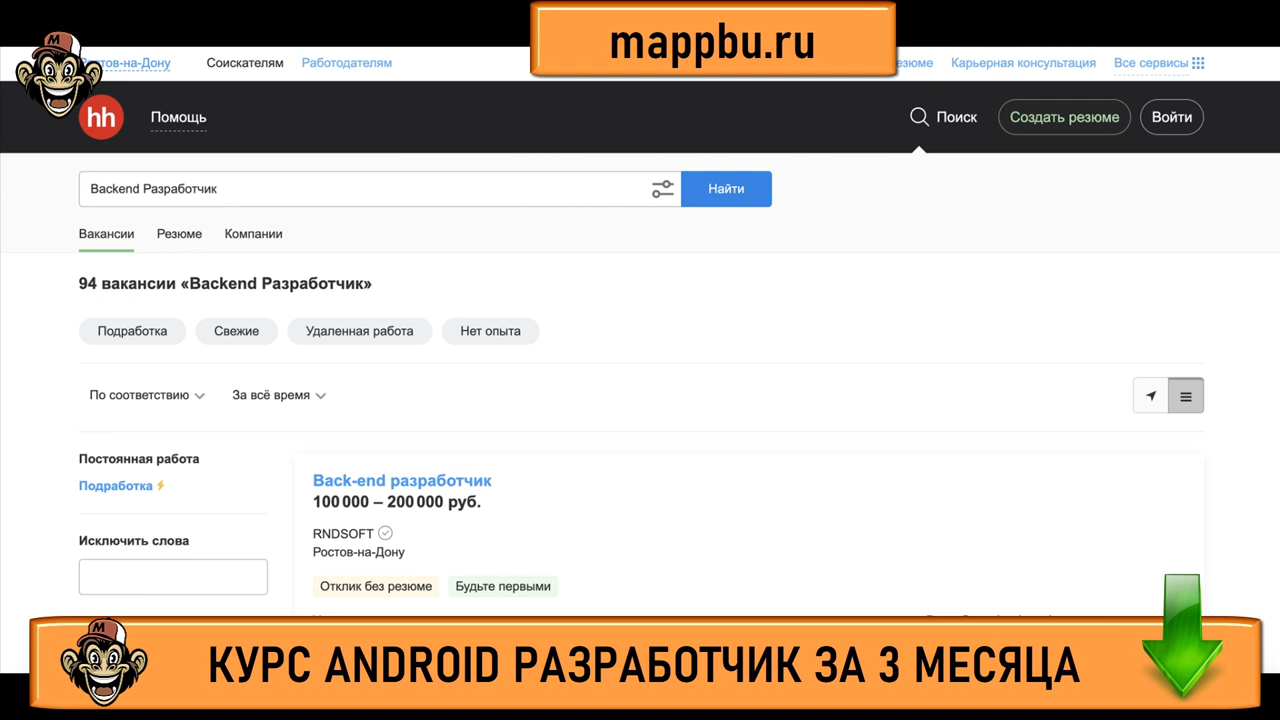 mappbu.ru
Ростов-на-Дону Соискателям Работодателям Карьерная консультация Все сервисы
hh Помощь Поиск Создать резюме Войти
Backend Разработчик Найти
Вакансии Резюме Компании
94 вакансии «Backend Разработчик»
Подработка Свежие Удаленная работа Нет опыта
По соответствию За всё время
Постоянная работа
Подработка
Исключить слова
Back-end разработчик
100 000 – 200 000 руб.
RNDSOFT
Ростов-на-Дону
Отклик без резюме Будьте первыми
M
КУРС ANDROID РАЗРАБОТЧИК ЗА 3 МЕСЯЦА